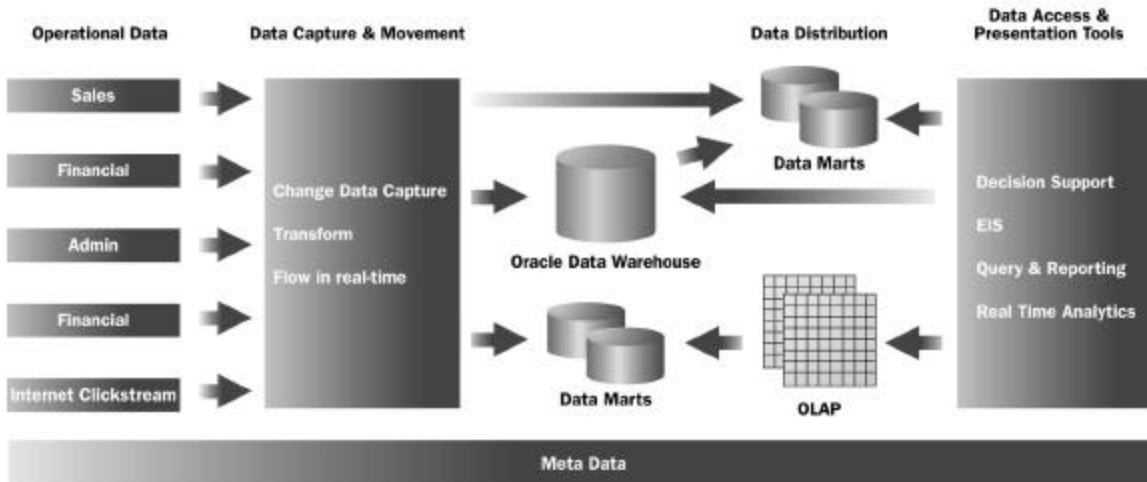 Operational Data
Data Capture & Movement
Data Distribution
Data Access &
Presentation Tools
Sales
Financial
Admin
Financial
Internet Clickstream
Change Data Capture
Transform
Flow in real-time
Data Marts
Oracle Data Warehouse
Data Marts
OLAP
Decision Support
EIS
Query & Reporting
Real Time Analytics
Meta Data